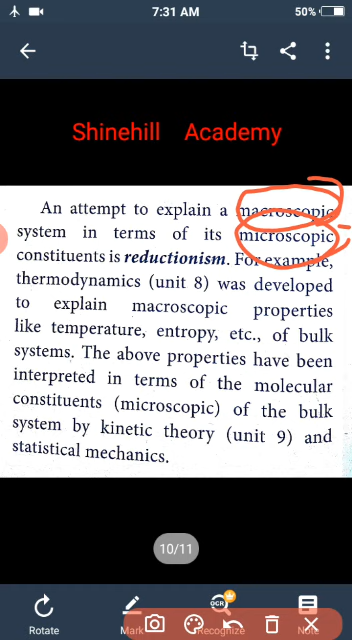 7:31 AM
50%
Shinehill Academy
An attempt to explain a macroscopic
system in terms of its microscopic
constituents is reductionism. For example,
thermodynamics (unit 8) was developed
to explain macroscopic properties
like temperature, entropy, etc., of bulk
systems. The above properties have been
interpreted in terms of the molecular
constituents (microscopic) of the bulk
system by kinetic theory (unit 9) and
statistical mechanics.
10/11
OCR
Rotate Mark Recognize Note